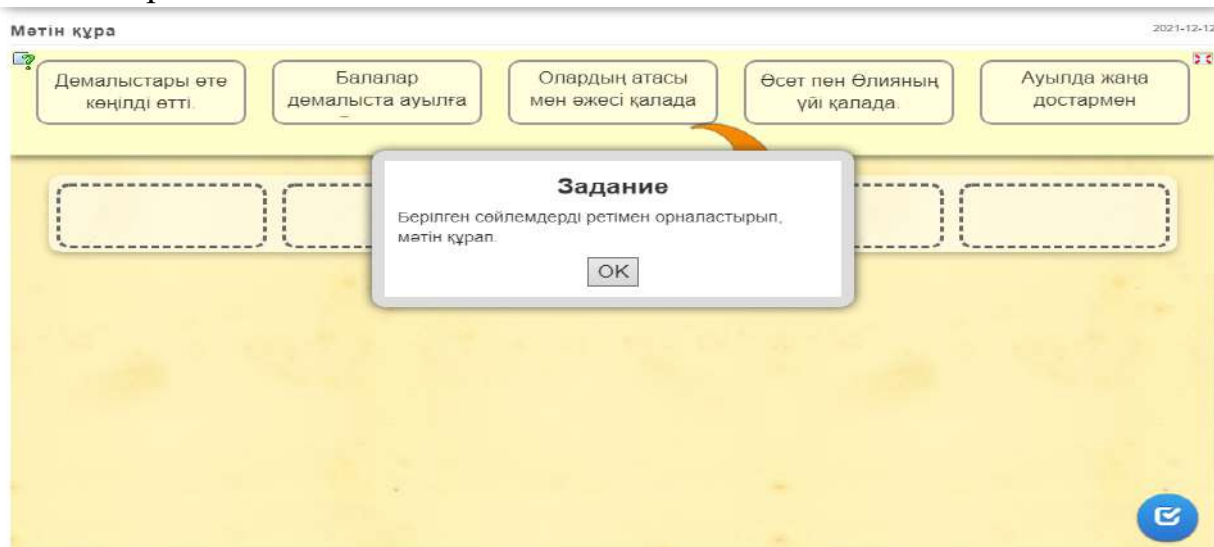 Мәтін құра
2021-12-12
Демалыстары өте
көңілді өтті.
Балалар
демалыста ауылға
Олардың атасы
мен әжесі қалада
Әсет пен Әлияның
үйі қалада.
Ауылда жаңа
достармен
Задание
Берілген сөйлемдерді ретімен орналастырып,
мәтін құрап.
OK